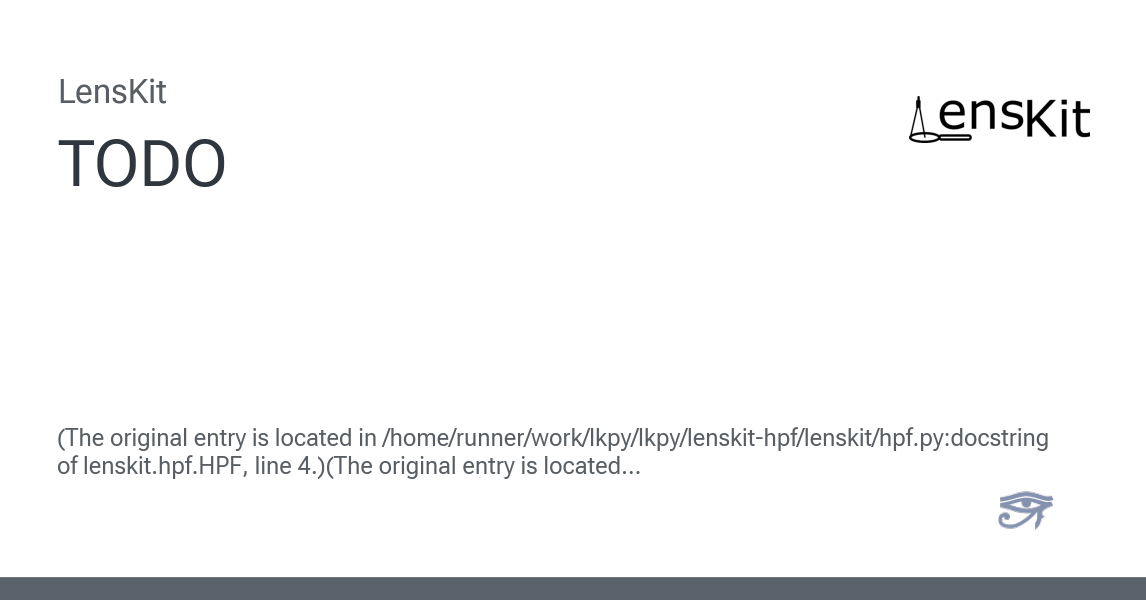 LensKit
LensKit
TODO
(The original entry is located in /home/runner/work/lkpy/lkpy/lenskit-hpf/lenskit/hpf.py:docstring
of lenskit.hpf.HPF, line 4.)(The original entry is located...